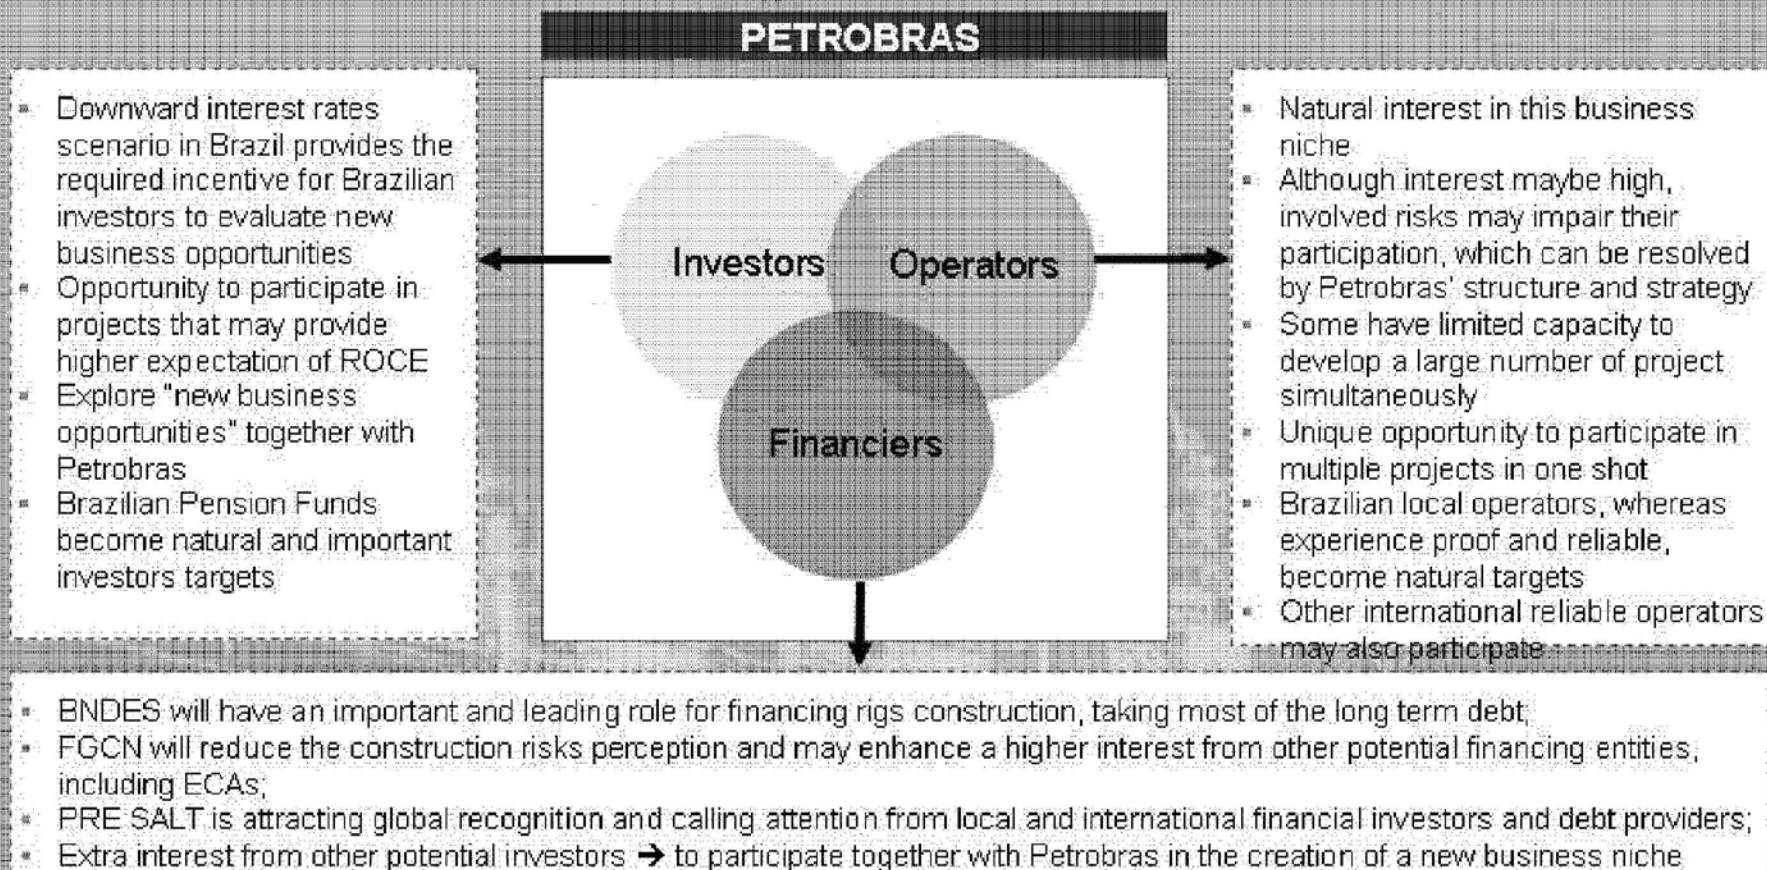 PETROBRAS
▪ Downward interest rates
scenario in Brazil provides the
required incentive for Brazilian
investors to evaluate new
business opportunities
▪ Opportunity to participate in
projects that may provide
higher expectation of ROCE
▪ Explore "new business
opportunities" together with
Petrobras
▪ Brazilian Pension Funds
become natural and important
investors targets
Investors
Operators
Financiers
▪ Natural interest in this business
niche
▪ Although interest maybe high,
involved risks may impair their
participation, which can be resolved
by Petrobras' structure and strategy
▪ Some have limited capacity to
develop a large number of project
simultaneously
▪ Unique opportunity to participate in
multiple projects in one shot
▪ Brazilian local operators, whereas
experience proof and reliable,
become natural targets
▪ Other international reliable operators
may also participate
▪ BNDES will have an important and leading role for financing rigs construction, taking most of the long term debt;
▪ FGCN will reduce the construction risks perception and may enhance a higher interest from other potential financing entities,
including ECAs;
▪ PRE SALT is attracting global recognition and calling attention from local and international financial investors and debt providers;
▪ Extra interest from other potential investors → to participate together with Petrobras in the creation of a new business niche